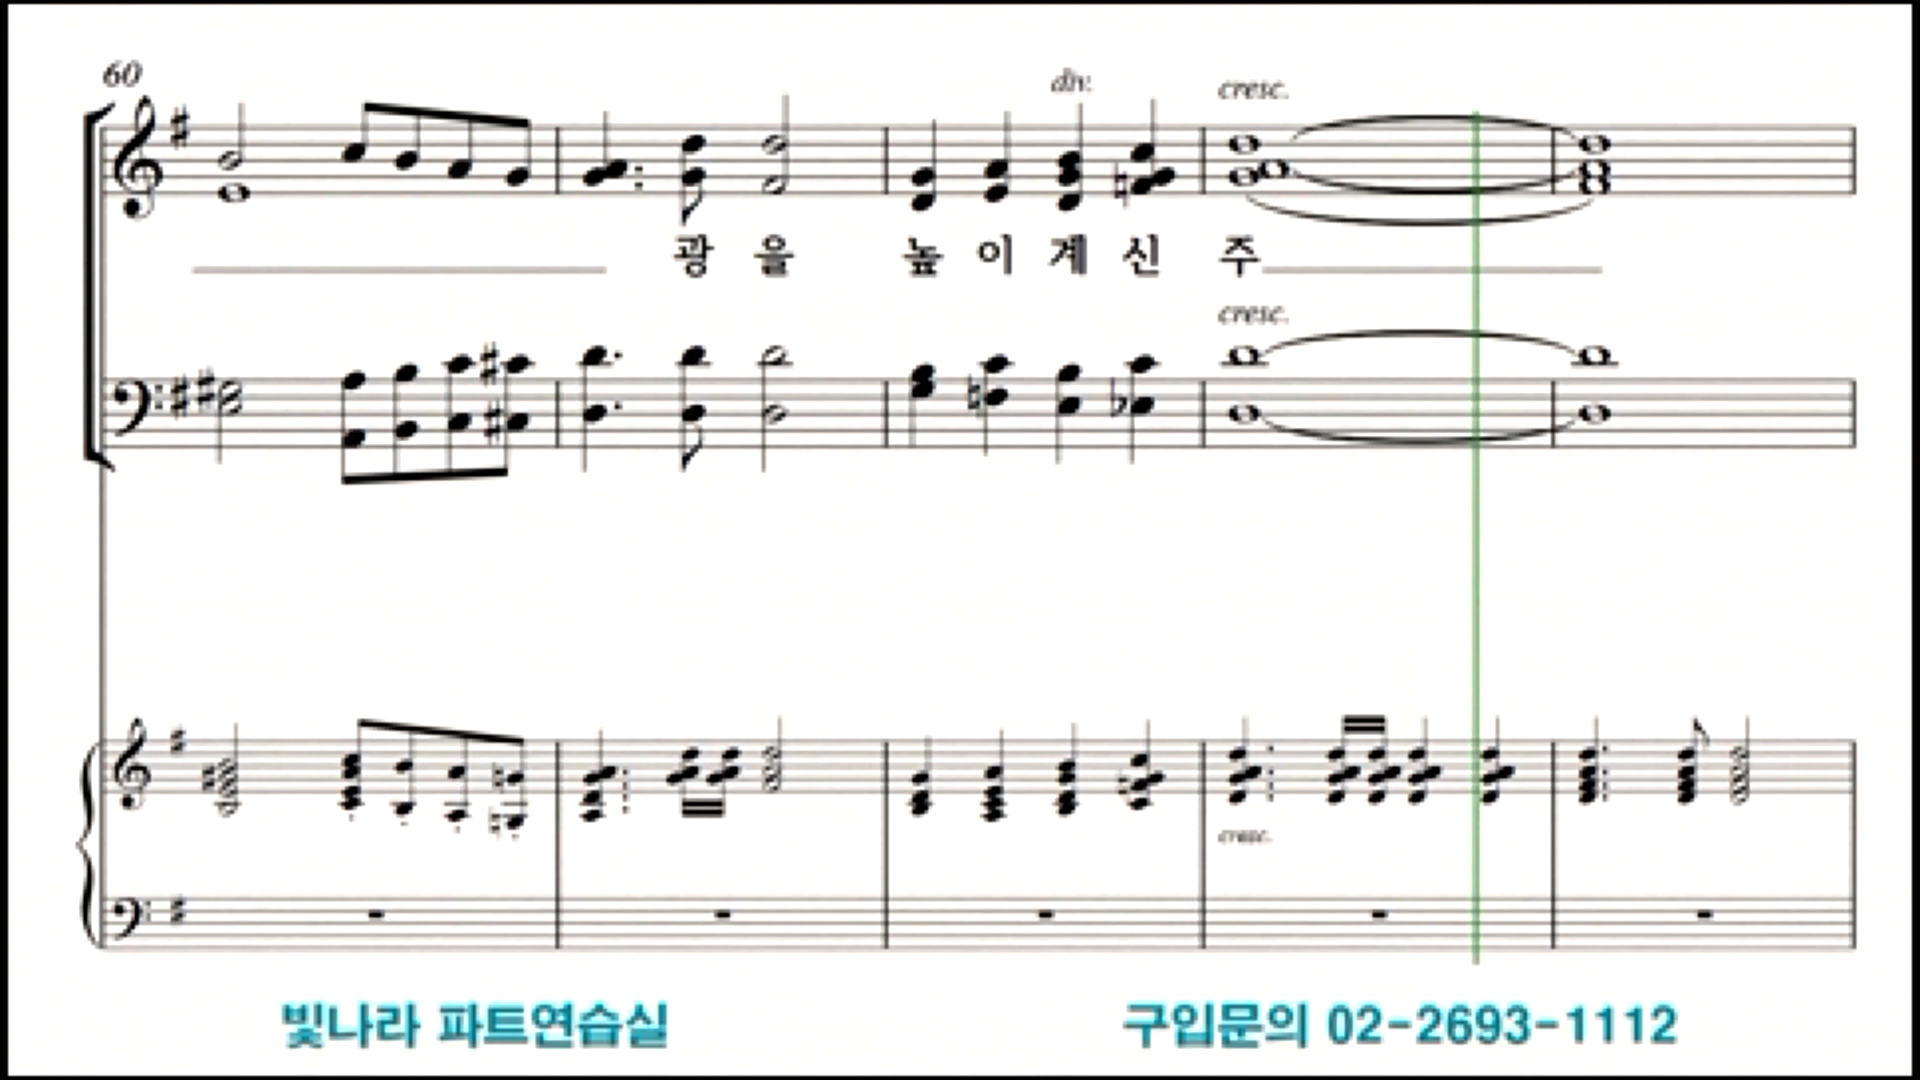 60
div.
cresc.
광 을 높 이 계 신 주
cresc.
cresc.
빛나라 파트연습실
구입문의 02-2693-1112